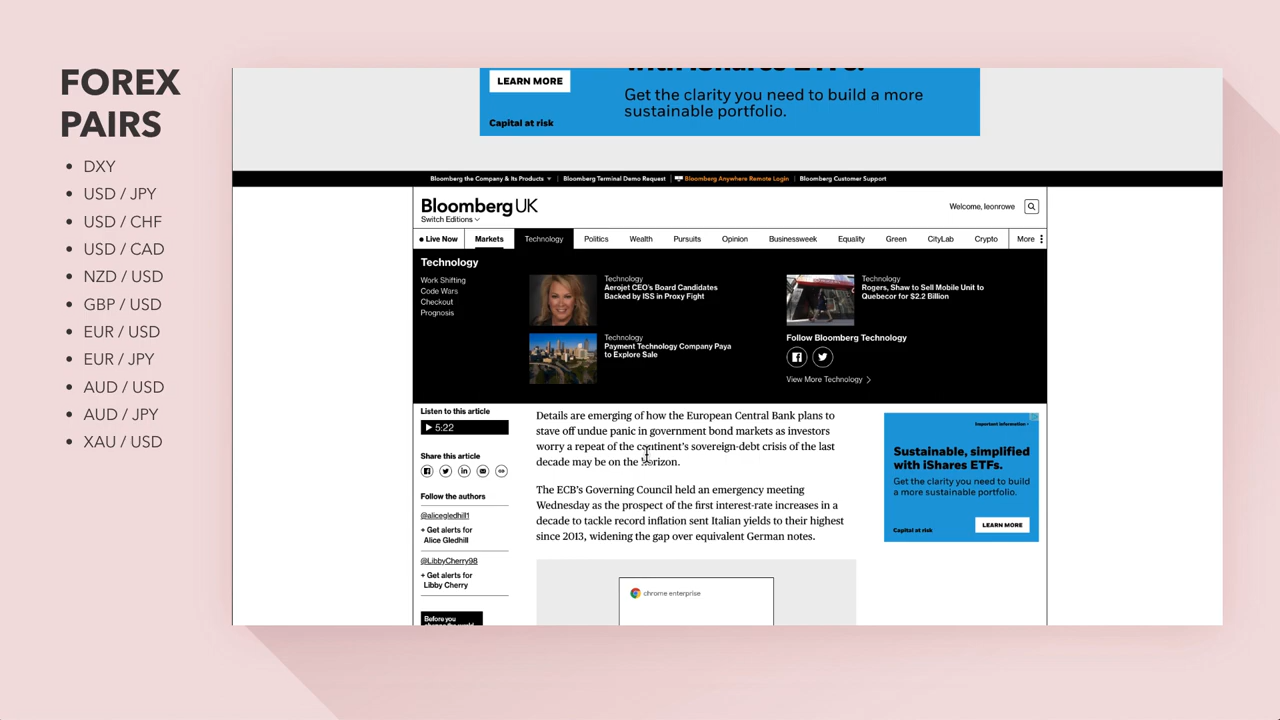 FOREX
PAIRS
• DXY
• USD / JPY
• USD / CHF
• USD / CAD
• NZD / USD
• GBP / USD
• EUR / USD
• EUR / JPY
• AUD / USD
• AUD / JPY
• XAU / USD
with iShares ETFs.
LEARN MORE
Get the clarity you need to build a more
sustainable portfolio.
Capital at risk
Bloomberg the Company & Its Products
Bloomberg Terminal Demo Request
Bloomberg Anywhere Remote Login
Bloomberg Customer Support
Bloomberg UK
Switch Editions
Welcome, leonrowe
Live Now
Markets
Technology
Politics
Wealth
Pursuits
Opinion
Businessweek
Equality
Green
CityLab
Crypto
More
Technology
Work Shifting
Code Wars
Checkout
Prognosis
Technology
Aerojet CEO's Board Candidates
Backed by ISS in Proxy Fight
Technology
Payment Technology Company Paya
to Explore Sale
Technology
Rogers, Shaw to Sell Mobile Unit to
Quebecor for $2.2 Billion
Follow Bloomberg Technology
View More Technology
Listen to this article
5:22
Share this article
Follow the authors
@alicegledhill1
+ Get alerts for
Alice Gledhill
@LibbyCherry98
+ Get alerts for
Libby Cherry
Before you
Details are emerging of how the European Central Bank plans to
stave off undue panic in government bond markets as investors
worry a repeat of the continent's sovereign-debt crisis of the last
decade may be on the horizon.
The ECB's Governing Council held an emergency meeting
Wednesday as the prospect of the first interest-rate increases in a
decade to tackle record inflation sent Italian yields to their highest
since 2013, widening the gap over equivalent German notes.
chrome enterprise
Important information
Sustainable, simplified
with iShares ETFs.
Get the clarity you need to build
a more sustainable portfolio.
Capital at risk
LEARN MORE